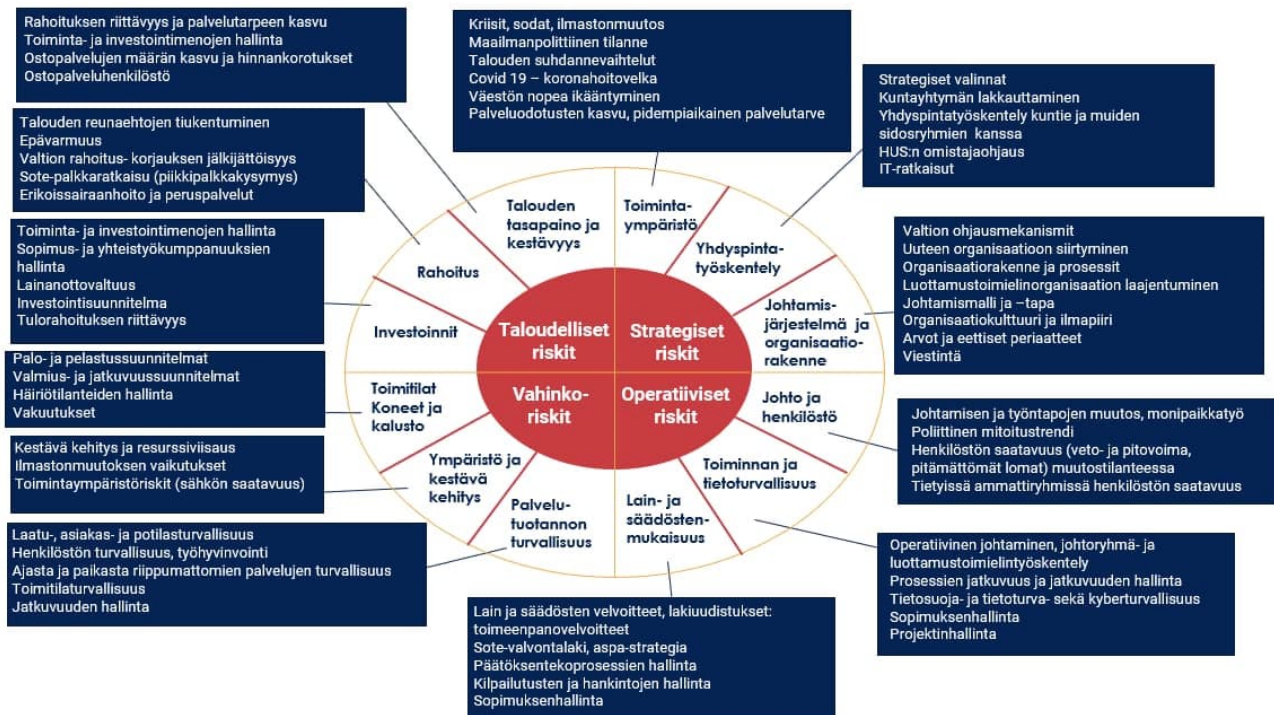 Rahoituksen riittävyys ja palvelutarpeen kasvu
Toiminta- ja investointimenojen hallinta
Ostopalvelujen määrän kasvu ja hinnankorotukset
Ostopalveluhenkilöstö
Kriisit, sodat, ilmastonmuutos
Maailmanpoliittinen tilanne
Talouden suhdannevaihtelut
Covid 19 – koronahoitovelka
Väestön nopea ikääntyminen
Palveluodotusten kasvu, pidempiaikainen palvelutarve
Strategiset valinnat
Kuntayhtymän lakkauttaminen
Yhdyspintatyöskentely kuntie ja muiden
sidosryhmien kanssa
HUS:n omistajaohjaus
IT-ratkaisut
Talouden reunaehtojen tiukentuminen
Epävarmuus
Valtion rahoitus- korjauksen jälkijättöisyys
Sote-palkkaratkaisu (piikkipalkkakysymys)
Erikoissairaanhoito ja peruspalvelut
Toiminta- ja investointimenojen hallinta
Sopimus- ja yhteistyökumppanuuksien
hallinta
Lainanottovaltuus
Investointisuunnitelma
Tulorahoituksen riittävyys
Valtion ohjausmekanismit
Uuteen organisaatioon siirtyminen
Organisaatiorakenne ja prosessit
Luottamustoimielinorganisaation laajentuminen
Johtamismalli ja –tapa
Organisaatiokulttuuri ja ilmapiiri
Arvot ja eettiset periaatteet
Viestintä
Palo- ja pelastussuunnitelmat
Valmius- ja jatkuvuussuunnitelmat
Häiriötilanteiden hallinta
Vakuutukset
Johtamisen ja työntapojen muutos, monipaikkatyö
Poliittinen mitoitustrendi
Henkilöstön saatavuus (veto- ja pitovoima,
pitämättömät lomat) muutostilanteessa
Tietyissä ammattiryhmissä henkilöstön saatavuus
Kestävä kehitys ja resurssiviisaus
Ilmastonmuutoksen vaikutukset
Toimintaympäristöriskit (sähkön saatavuus)
Laatu-, asiakas- ja potilasturvallisuus
Henkilöstön turvallisuus, työhyvinvointi
Ajasta ja paikasta riippumattomien palvelujen turvallisuus
Toimitilaturvallisuus
Jatkuvuuden hallinta
Lain ja säädösten velvoitteet, lakiuudistukset:
toimeenpanovelvoitteet
Sote-valvontalaki, aspa-strategia
Päätöksentekoprosessien hallinta
Kilpailutusten ja hankintojen hallinta
Sopimuksenhallinta
Operatiivinen johtaminen, johtoryhmä- ja
luottamustoimielintyöskentely
Prosessien jatkuvuus ja jatkuvuuden hallinta
Tietosuoja- ja tietoturva- sekä kyberturvallisuus
Sopimuksenhallinta
Projektinhallinta
Talouden
tasapaino ja
kestävyys
Toiminta-
ympäristö
Yhdyspinta-
työskentely
Rahoitus
Investoinnit
Johtamis-
järjestelmä ja
organisaatio-
rakenne
Taloudelliset
riskit
Strategiset
riskit
Vahinko-
riskit
Operatiiviset
riskit
Toimitilat
Koneet ja
kalusto
Johto ja
henkilöstö
Ympäristö ja
kestävä
kehitys
Toiminnan ja
tietoturvallisuus
Palvelu-
tuotannon
turvallisuus
Lain- ja
säädösten-
mukaisuus